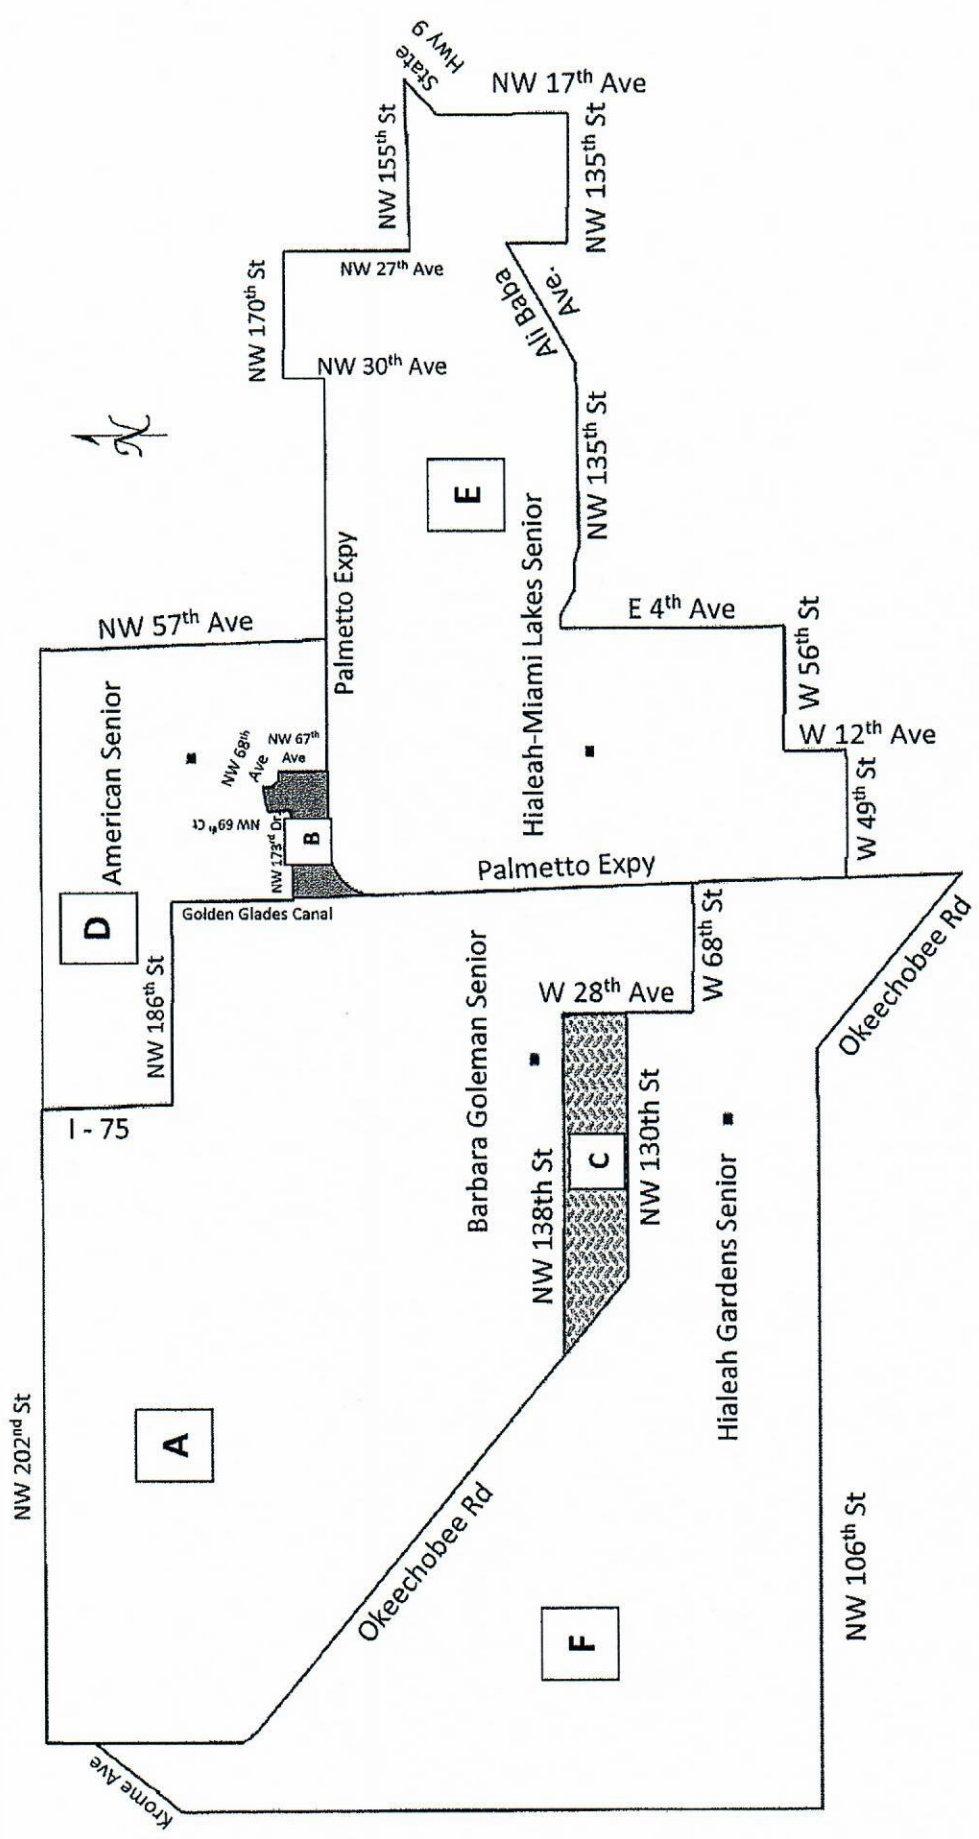 NW 202nd St
Krome Ave
A
I - 75
NW 186th St
D
American Senior
NW 57th Ave
Golden Glades Canal
NW 173rd Dr
NW 69th Ct
NW 68th
Ave
NW 67th
Ave
B
Palmetto Expy
N
NW 170th St
NW 30th Ave
NW 27th Ave
NW 155th St
State
Hwy 9
NW 17th Ave
NW 135th St
Ali Baba
Ave.
NW 135th St
E
Hialeah-Miami Lakes Senior
E 4th Ave
W 56th St
W 12th Ave
W 49th St
Palmetto Expy
Okeechobee Rd
W 68th St
W 28th Ave
Barbara Goleman Senior
NW 138th St
C
NW 130th St
Hialeah Gardens Senior
Okeechobee Rd
F
NW 106th St